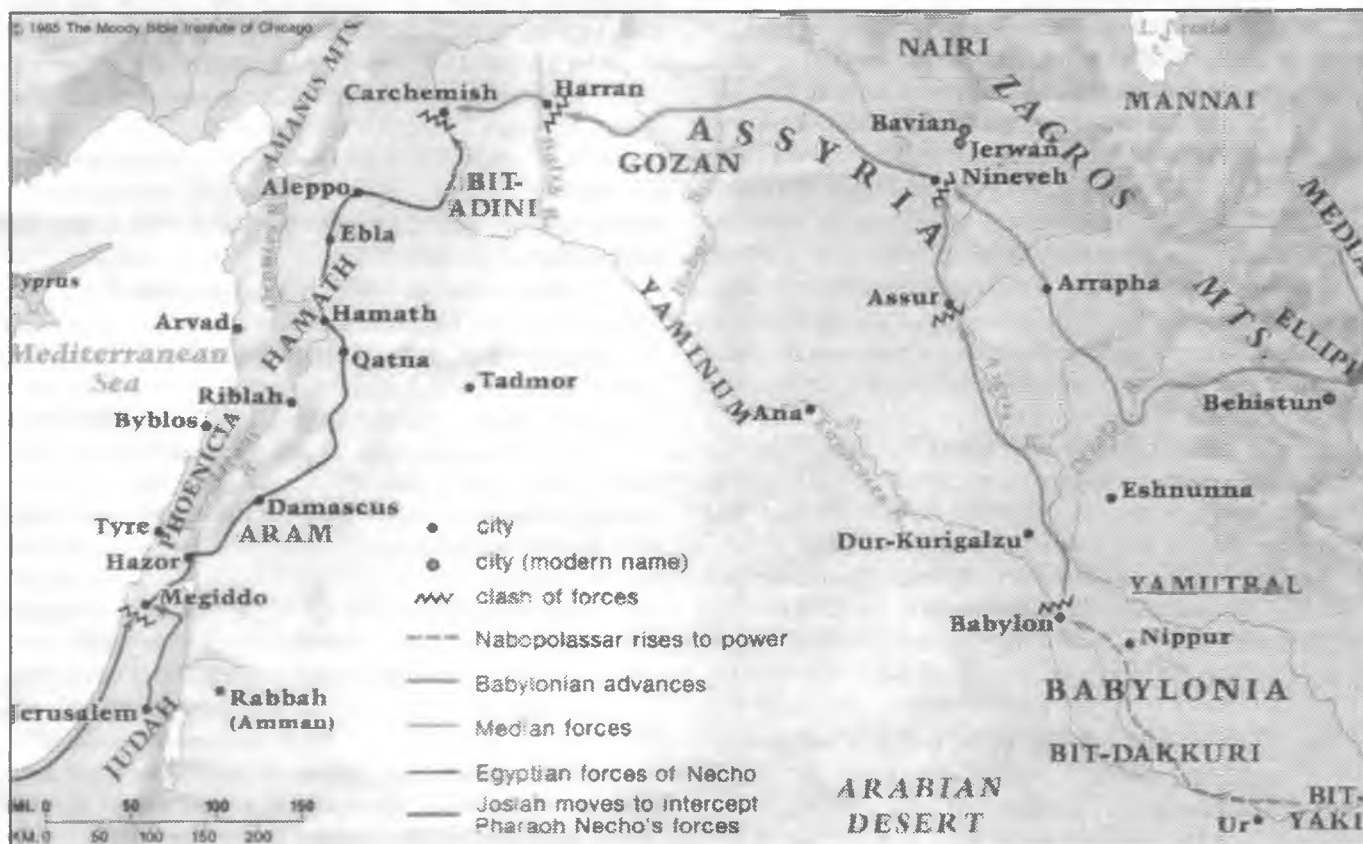 © 1985 The Moody Bible Institute of Chicago
AMANUS MTS.
NAIRI
ZAGROS
MTS.
MANNAI
MEDIA
Carchemish
Harran
ASSYRIA
Bavian
Jerwan
GOZAN
Nineveh
Aleppo
BIT-
ADINI
Ebla
Cyprus
HAMATH
YAMINUM
Assur
Arrapha
Arvad
Hamath
ELLIPI
Mediterranean
Sea
Qatna
Riblah
Tadmor
Behistun
Byblos
Ana
Tigris
Euphrates
PHOENICIA
Damascus
Eshnunna
Tyre
ARAM
Hazor
Dur-Kurigalzu
Megiddo
YAMUTBAL
Babylon
Nippur
BABYLONIA
Jerusalem
Rabbah
(Amman)
JUDAH
BIT-DAKKURI
ARABIAN
DESERT
BIT-
YAKI
Ur
city
city (modern name)
clash of forces
Nabopolassar rises to power
Babylonian advances
Median forces
Egyptian forces of Necho
Josiah moves to intercept
Pharaoh Necho's forces
MI. 0 50 100 150
KM. 0 50 100 150 200